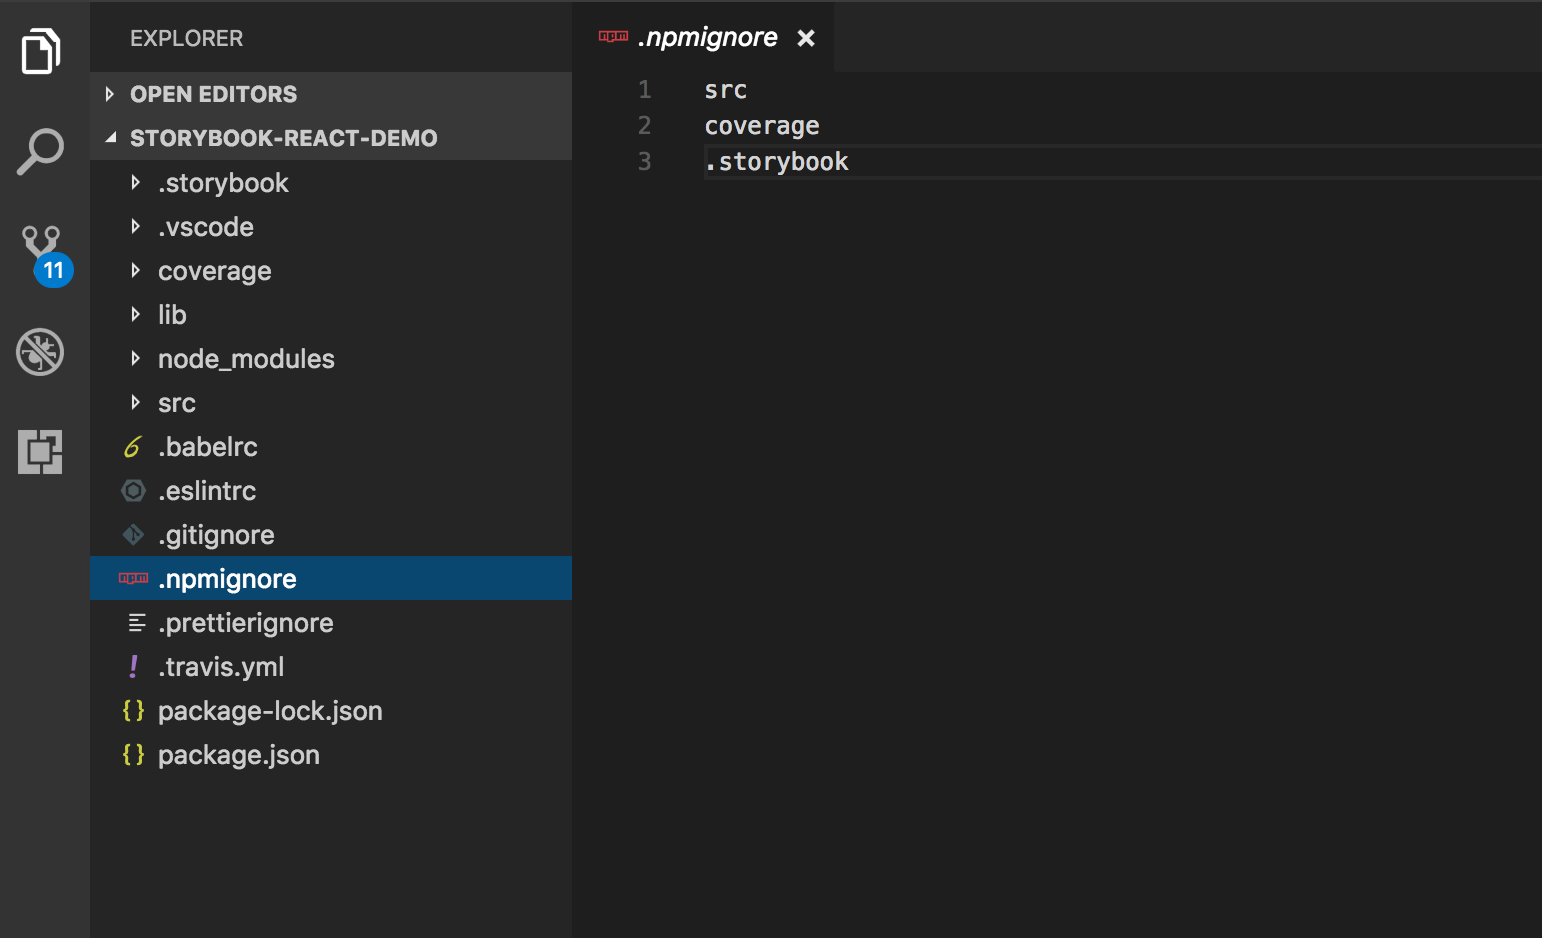 EXPLORER
OPEN EDITORS
STORYBOOK-REACT-DEMO
.storybook
.vscode
coverage
lib
node_modules
src
.babelrc
.eslintrc
.gitignore
.npmignore
.prettierignore
.travis.yml
package-lock.json
package.json
11
.npmignore
1 src
2 coverage
3 .storybook